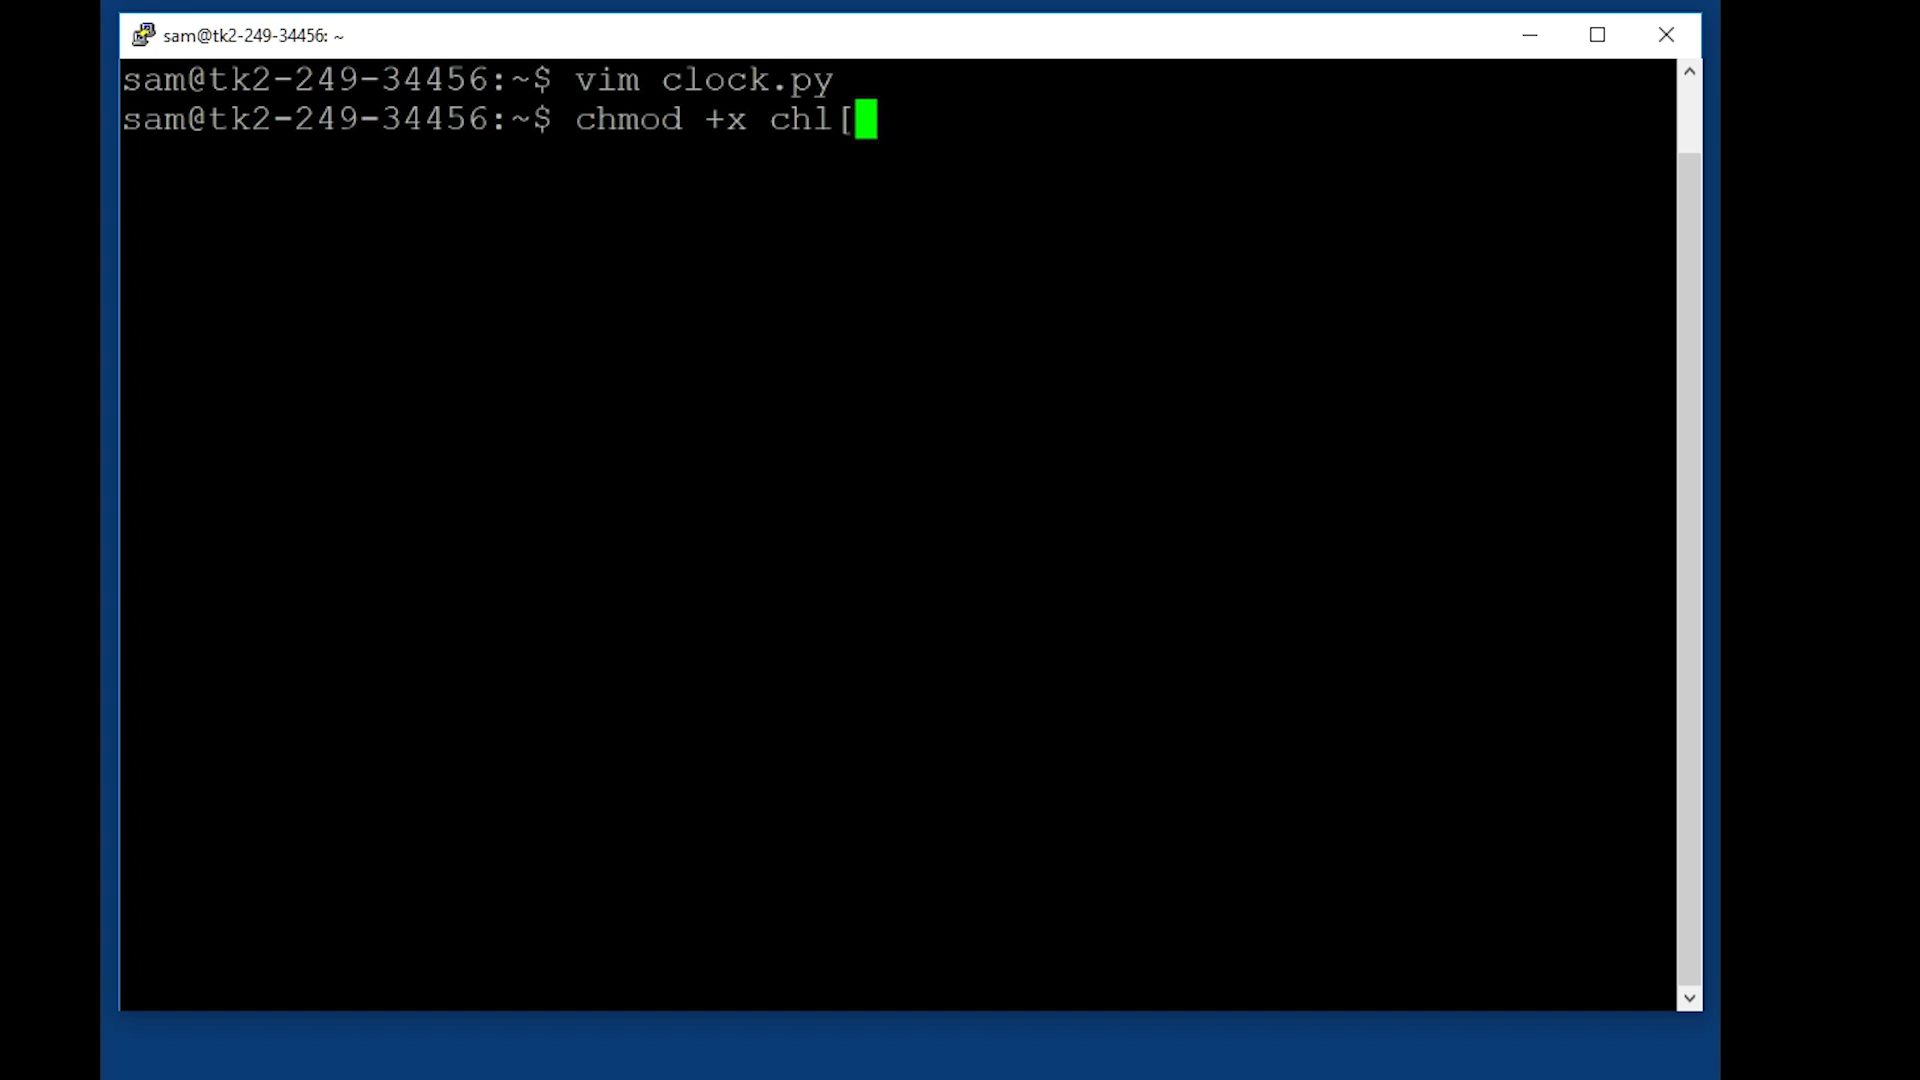 sam@tk2-249-34456: ~
sam@tk2-249-34456:~$ vim clock.py
sam@tk2-249-34456:~$ chmod +x chl[